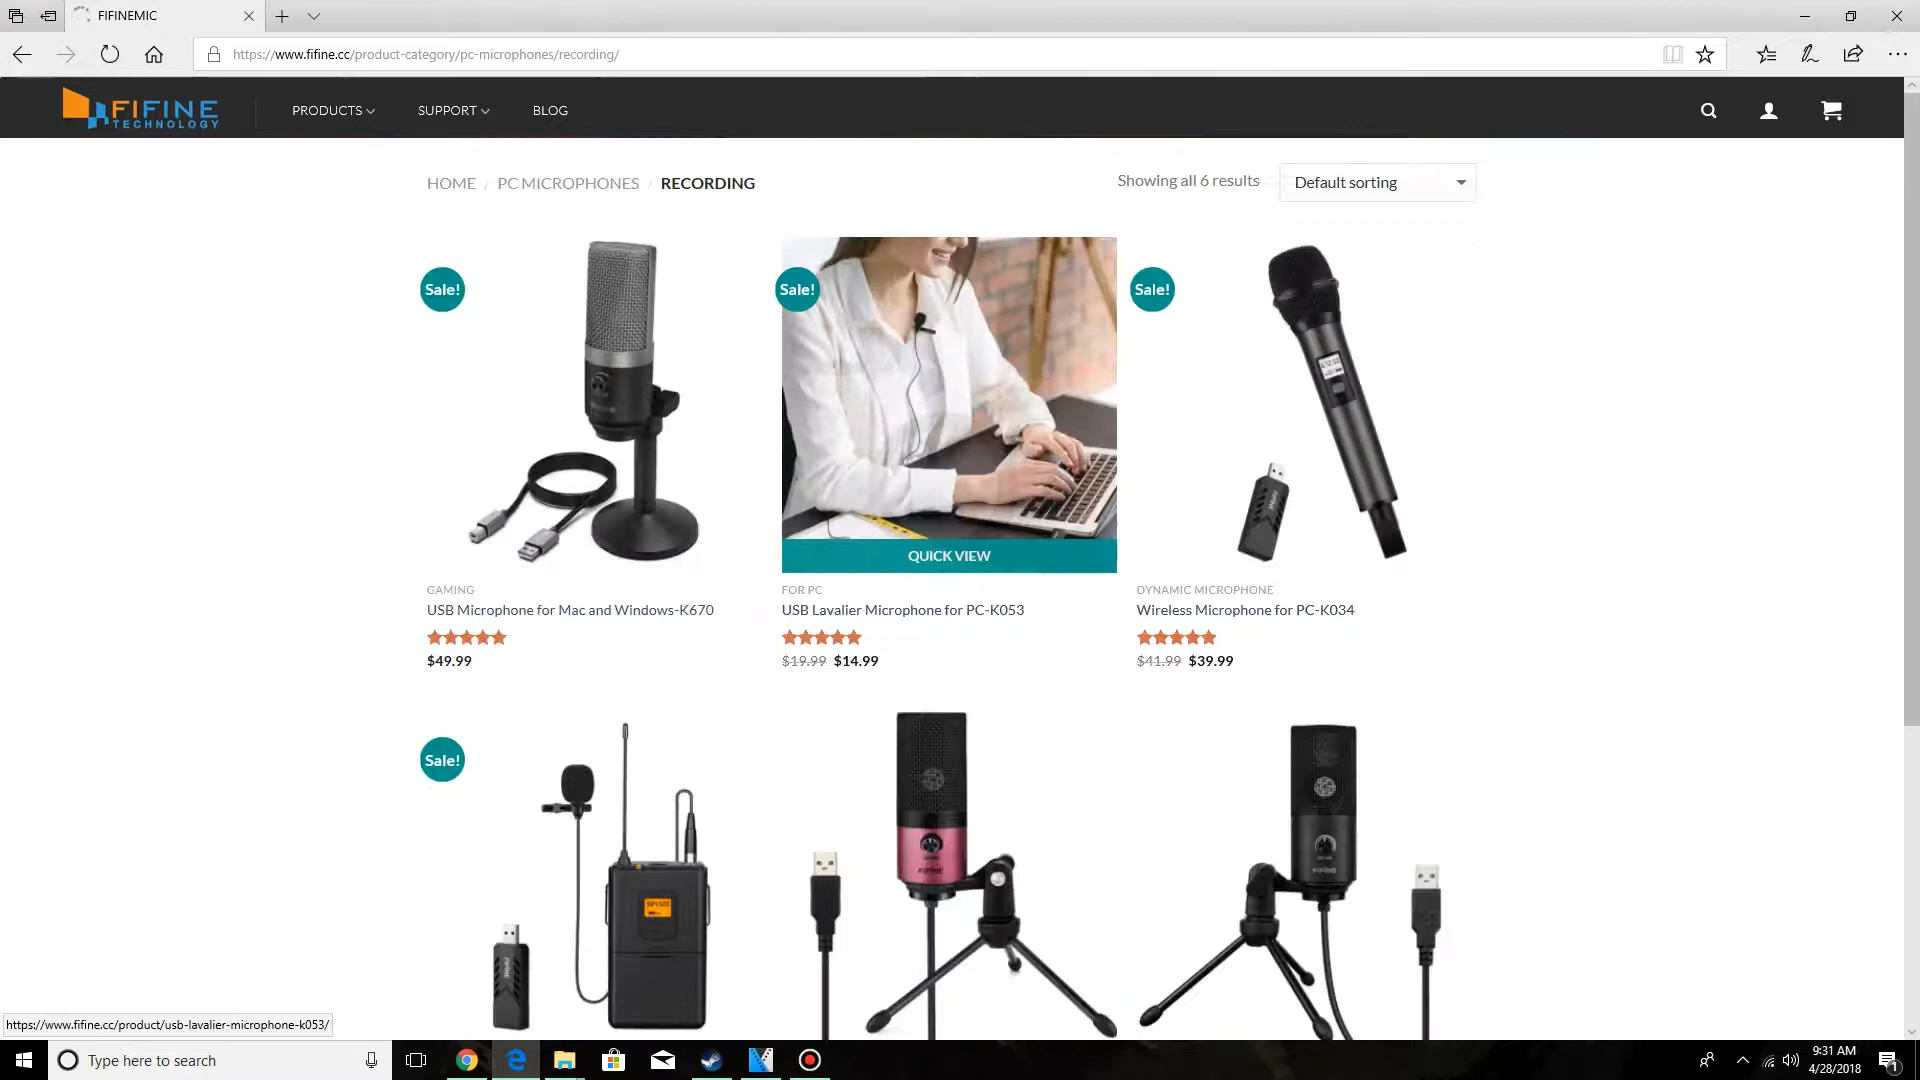 FIFINEMIC
https://www.fifine.cc/product-category/pc-microphones/recording/
FIFINE
TECHNOLOGY
PRODUCTS
SUPPORT
BLOG
HOME / PC MICROPHONES / RECORDING
Showing all 6 results
Default sorting
Sale!
Sale!
Sale!
QUICK VIEW
GAMING
USB Microphone for Mac and Windows-K670
$49.99
FOR PC
USB Lavalier Microphone for PC-K053
$19.99 $14.99
DYNAMIC MICROPHONE
Wireless Microphone for PC-K034
$41.99 $39.99
Sale!
FIFINE
FIFINE
https://www.fifine.cc/product/usb-lavalier-microphone-k053/
Type here to search
9:31 AM
4/28/2018
1